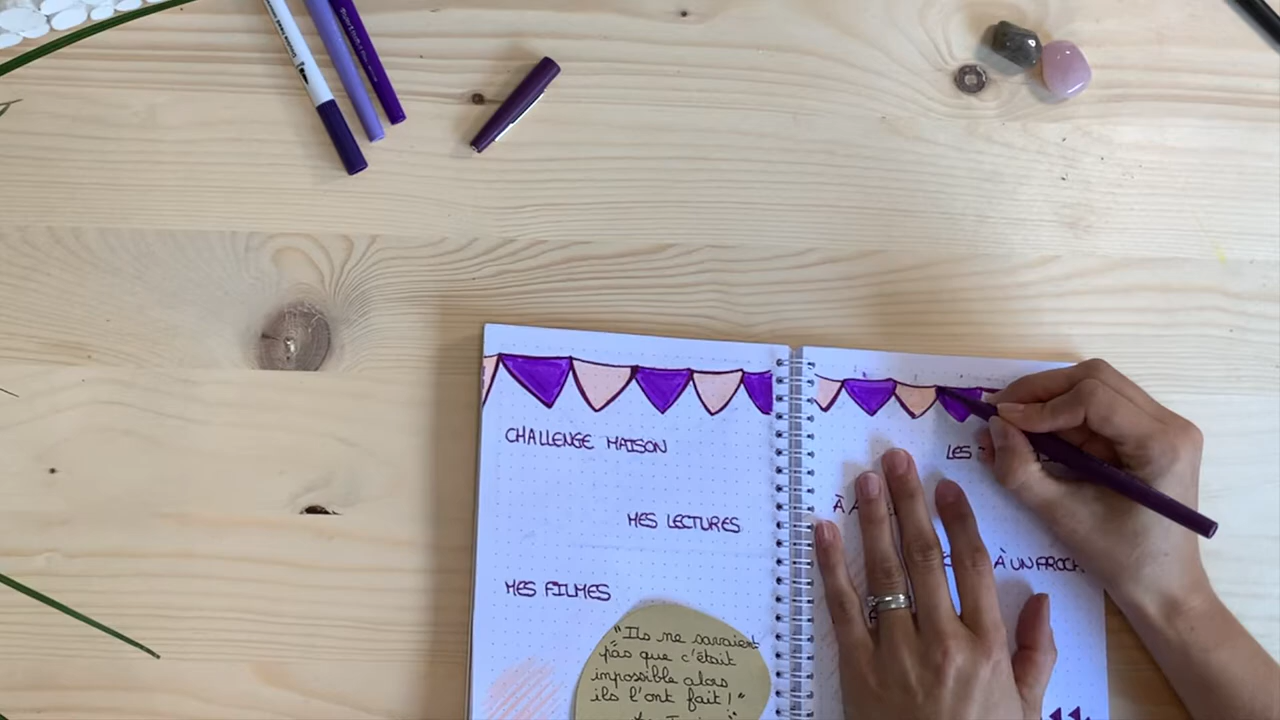 CHALLENGE MAISON
MES LECTURES
MES FILMES
"Ils ne savaient
pas que c'était
impossible alors
ils l'ont fait!"
LES
À
À UN PROCH